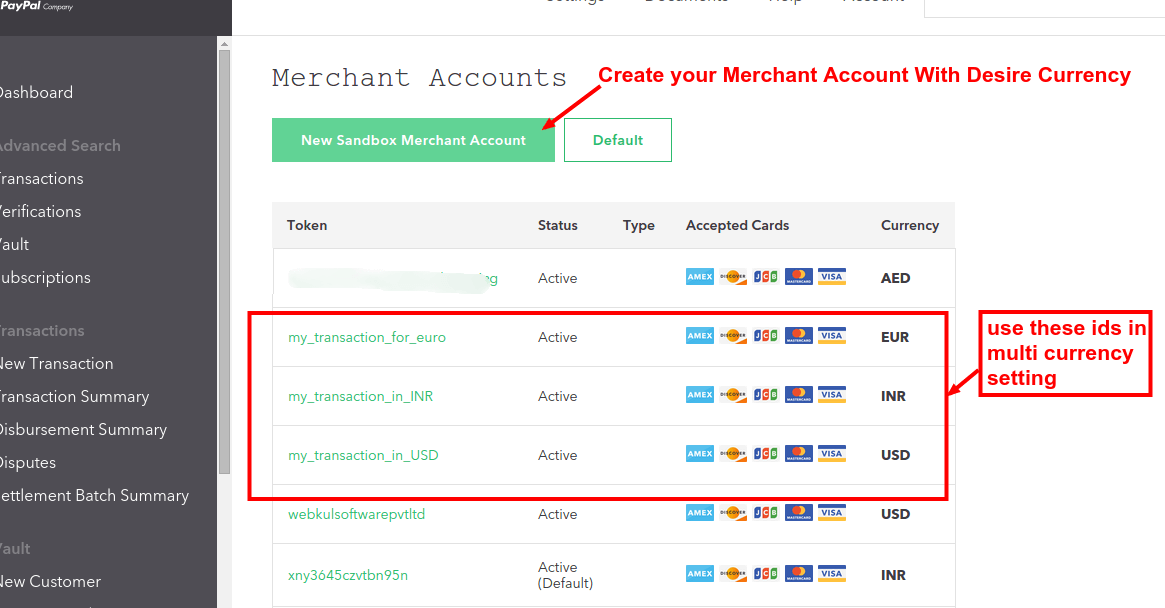 PayPal Company
Settings Documents Help Account
Merchant Accounts
Create your Merchant Account With Desire Currency
New Sandbox Merchant Account
Default
Dashboard
Advanced Search
Transactions
Verifications
Vault
Subscriptions
Transactions
New Transaction
Transaction Summary
Disbursement Summary
Disputes
Settlement Batch Summary
Vault
New Customer
Token Status Type Accepted Cards Currency
Active AMEX DISCOVER JCB MASTERCARD VISA AED
my_transaction_for_euro Active AMEX DISCOVER JCB MASTERCARD VISA EUR
my_transaction_in_INR Active AMEX DISCOVER JCB MASTERCARD VISA INR
my_transaction_in_USD Active AMEX DISCOVER JCB MASTERCARD VISA USD
webkulsoftwarepvtltd Active AMEX DISCOVER JCB MASTERCARD VISA USD
xny3645czvtbn95n Active (Default) AMEX DISCOVER JCB MASTERCARD VISA INR
use these ids in
multi currency
setting